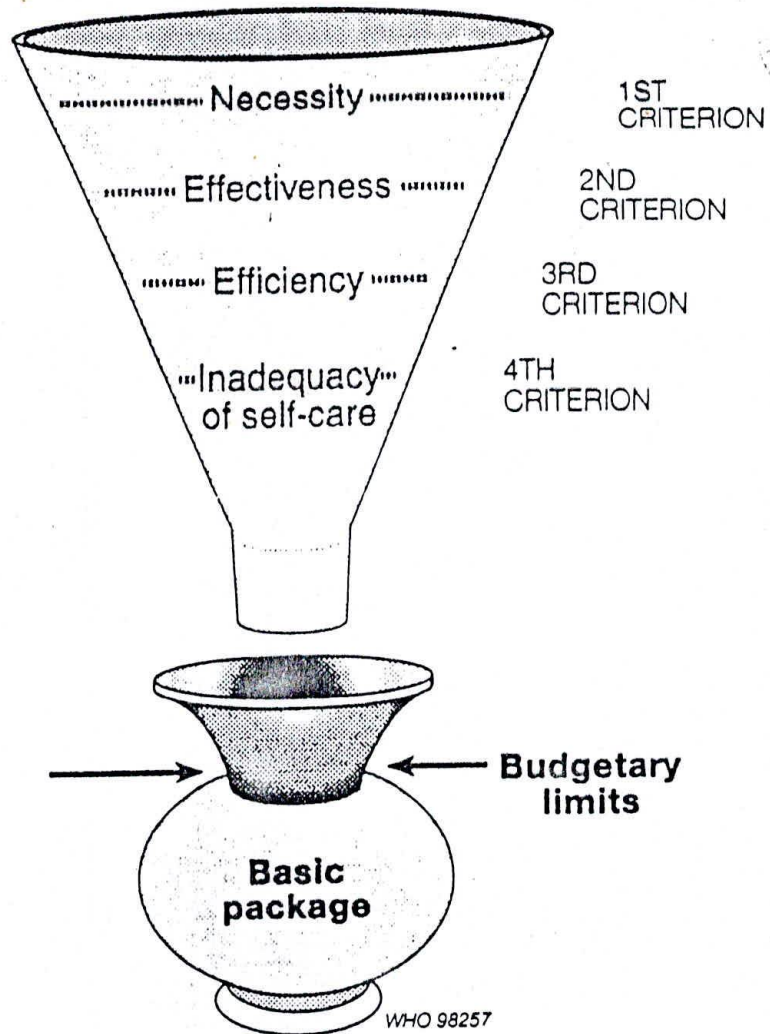 Necessity
1ST
CRITERION
Effectiveness
2ND
CRITERION
Efficiency
3RD
CRITERION
Inadequacy
of self-care
4TH
CRITERION
Budgetary
limits
Basic
package
WHO 98257